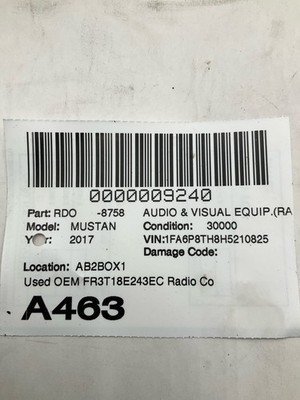 0000009240
Part: RDO -8758 AUDIO & VISUAL EQUIP.(RA
Model: MUSTAN Condition: 30000
Year: 2017 VIN:1FA6P8TH8H5210825
Damage Code:
Location: AB2BOX1
Used OEM FR3T18E243EC Radio Co
A463